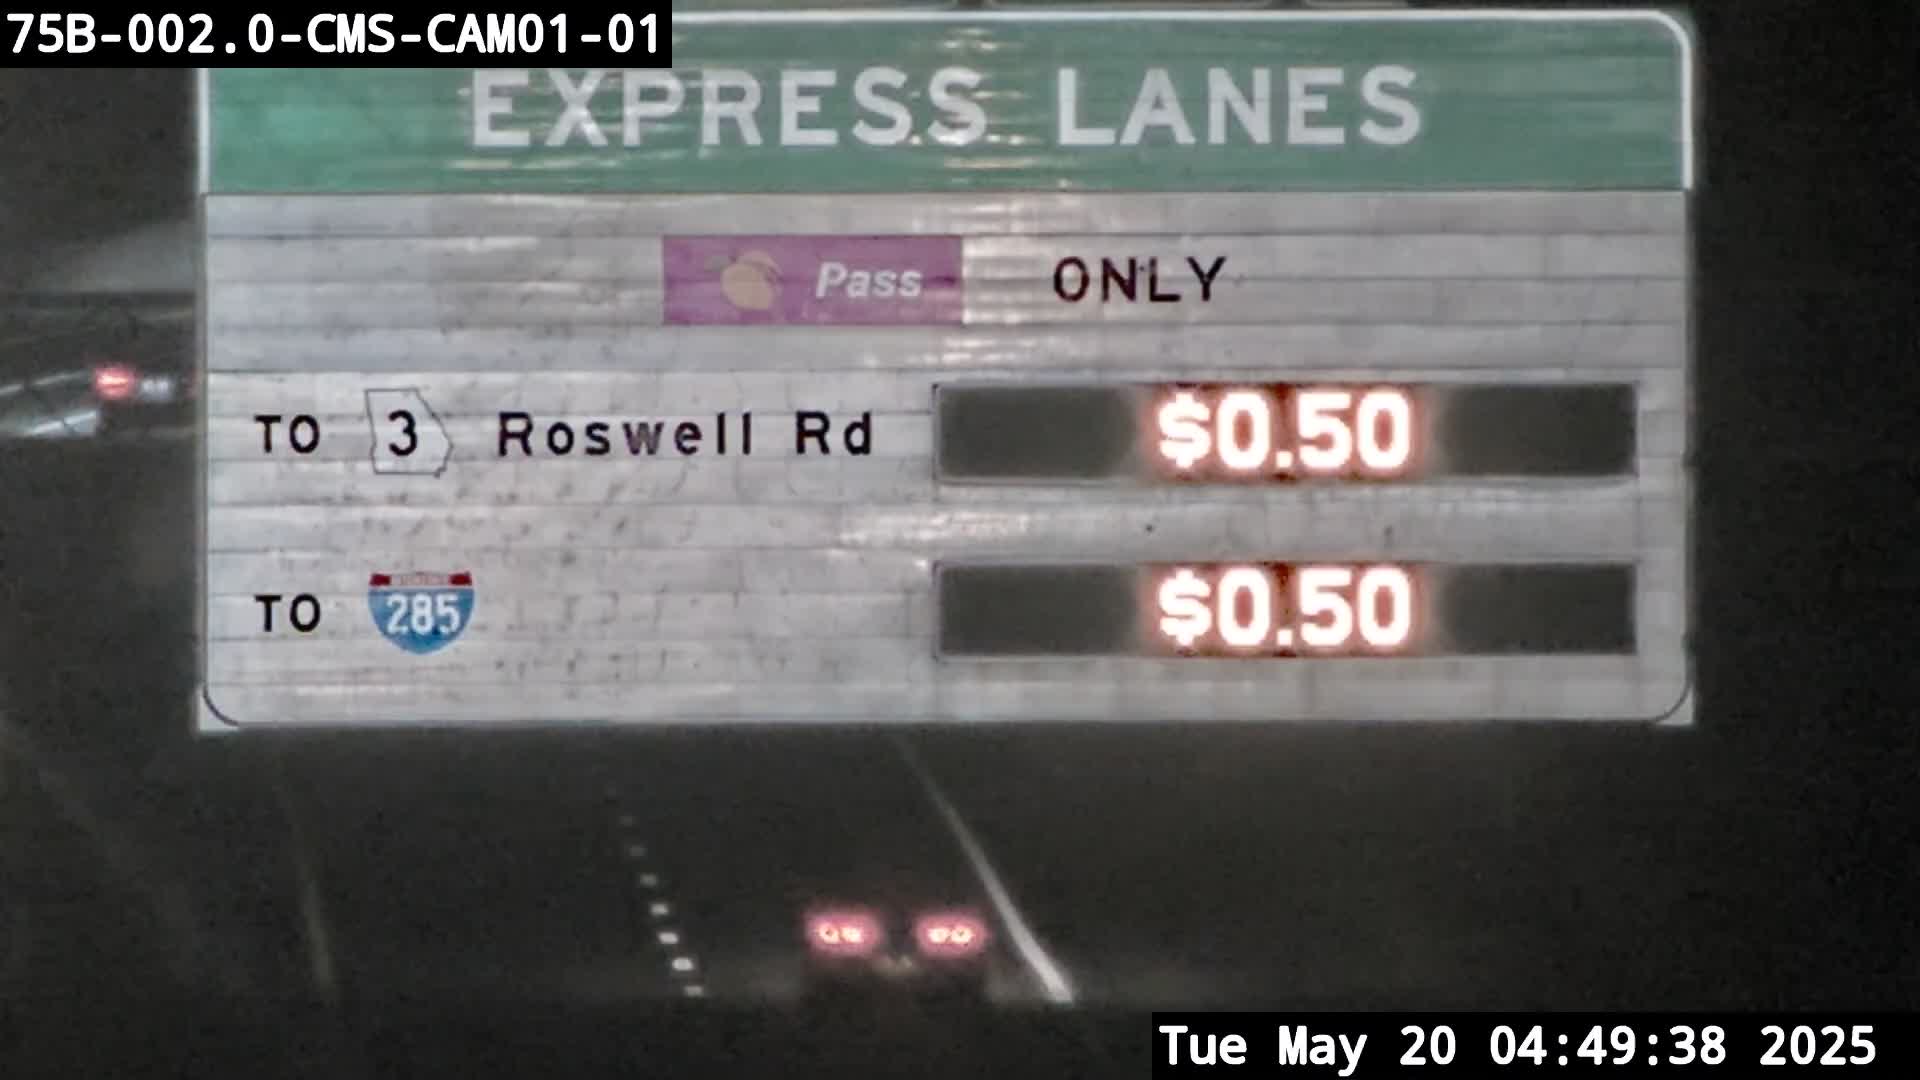 75B-002.0-CMS-CAM01-01
EXPRESS LANES
Pass ONLY
TO 3 Roswell Rd $0.50
TO 285 $0.50
Tue May 20 04:49:38 2025